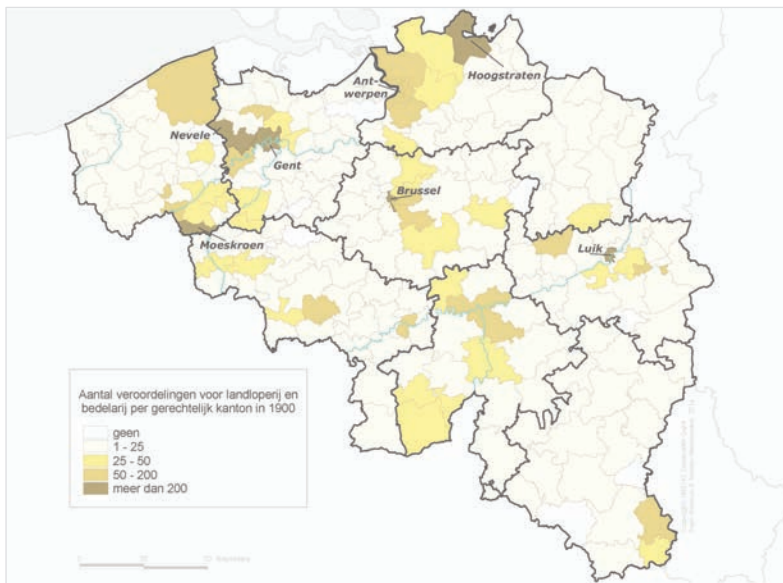 Hoogstraten
Ant-
werpen
Nevele
Gent
Brussel
Moeskroen
Luik
Aantal veroordelingen voor landloperij en
bedelarij per gerechtelijk kanton in 1900
geen
1 - 25
25 - 50
50 - 200
meer dan 200